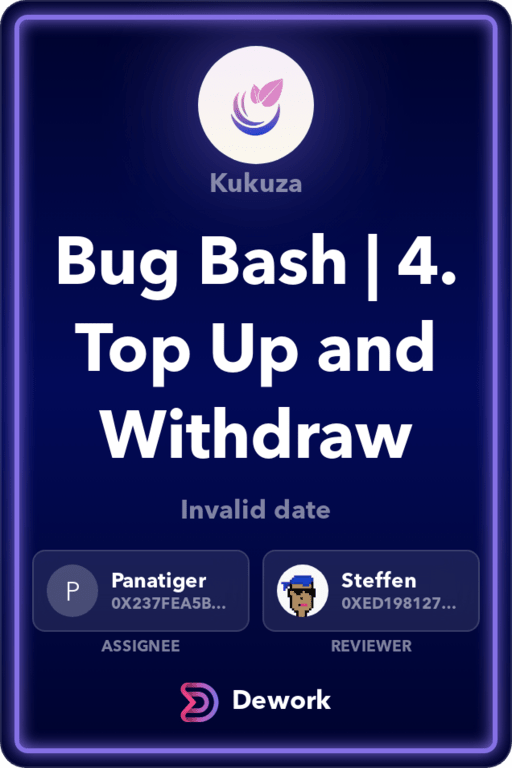 Kukuza
Bug Bash | 4.
Top Up and
Withdraw
Invalid date
P
Panatiger
0X237FEA5B...
Steffen
0XED198127...
ASSIGNEE
REVIEWER
Dework